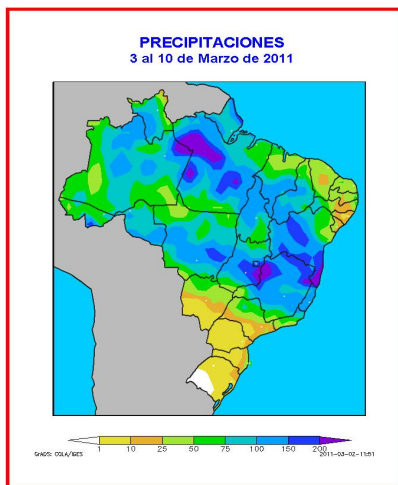 PRECIPITACIONES
3 al 10 de Marzo de 2011
1 10 25 50 75 100 150 200
GrADS: COLA/IGES 2011-03-02-11:51